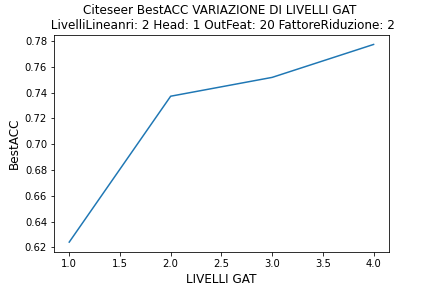 Citeseer BestACC VARIAZIONE DI LIVELLI GAT
LivelliLineanri: 2 Head: 1 OutFeat: 20 FattoreRiduzione: 2
0.78
0.76
0.74
0.72
0.70
0.68
0.66
0.64
0.62
BestACC
1.0 1.5 2.0 2.5 3.0 3.5 4.0
LIVELLI GAT